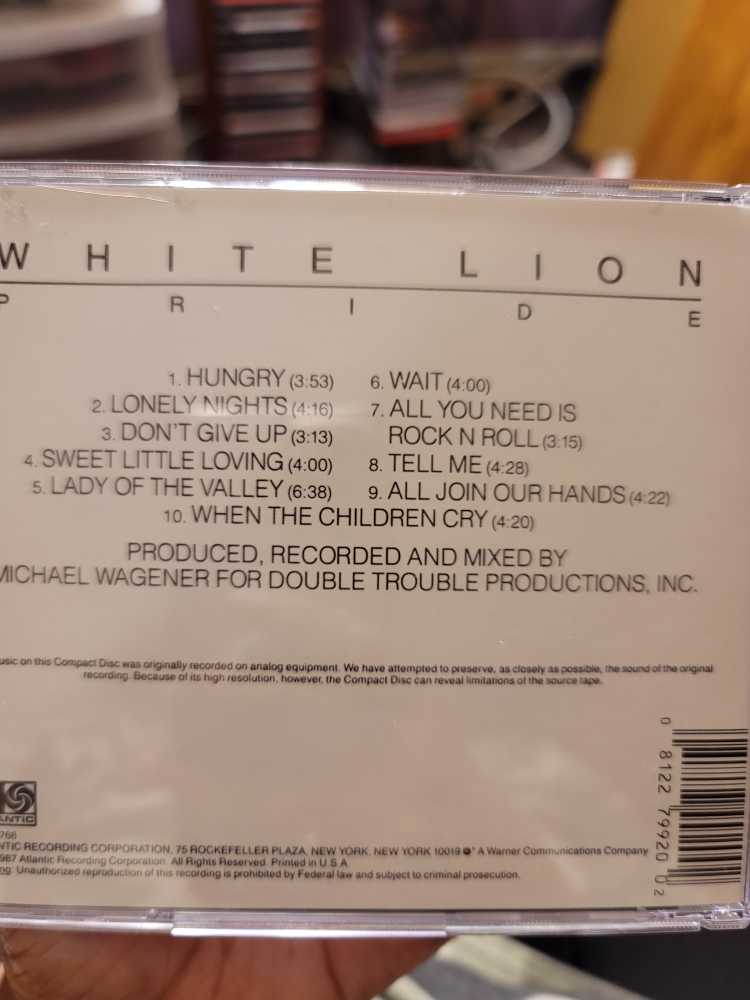 WHITE LION
PRIDE
1. HUNGRY (3:53)
2. LONELY NIGHTS (4:16)
3. DON'T GIVE UP (3:13)
4. SWEET LITTLE LOVING (4:00)
5. LADY OF THE VALLEY (6:38)
6. WAIT (4:00)
7. ALL YOU NEED IS
ROCK N ROLL (3:15)
8. TELL ME (4:28)
9. ALL JOIN OUR HANDS (4:22)
10. WHEN THE CHILDREN CRY (4:20)
PRODUCED, RECORDED AND MIXED BY
MICHAEL WAGENER FOR DOUBLE TROUBLE PRODUCTIONS, INC.
usic on this Compact Disc was originally recorded on analog equipment. We have attempted to preserve, as closely as possible, the sound of the original
recording. Because of its high resolution, however, the Compact Disc can reveal limitations of the source tape.
0 8122 79920 0 2
ANTIC
768
NTIC RECORDING CORPORATION, 75 ROCKEFELLER PLAZA, NEW YORK, NEW YORK 10019 A Warner Communications Company
987 Atlantic Recording Corporation. All Rights Reserved. Printed in U.S.A.
ng: Unauthorized reproduction of this recording is prohibited by Federal law and subject to criminal prosecution.